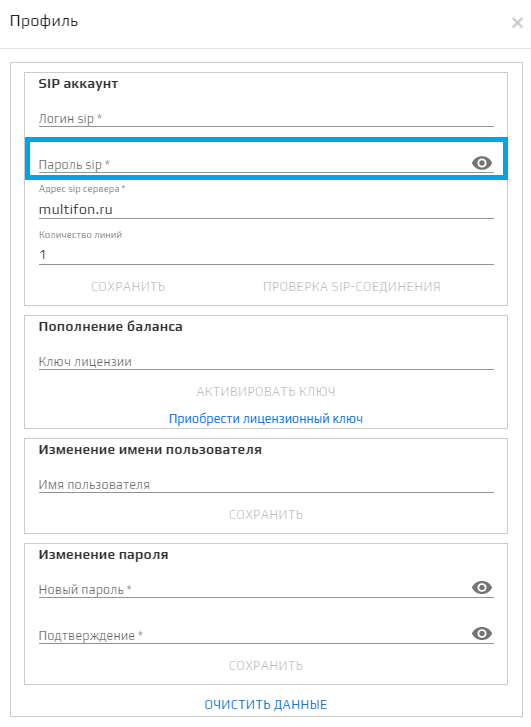 Профиль
SIP аккаунт
Логин sip *
Пароль sip *
Адрес sip сервера *
multifon.ru
Количество линий
1
СОХРАНИТЬ ПРОВЕРКА SIP-СОЕДИНЕНИЯ
Пополнение баланса
Ключ лицензии
АКТИВИРОВАТЬ КЛЮЧ
Приобрести лицензионный ключ
Изменение имени пользователя
Имя пользователя
СОХРАНИТЬ
Изменение пароля
Новый пароль *
Подтверждение *
СОХРАНИТЬ
ОЧИСТИТЬ ДАННЫЕ